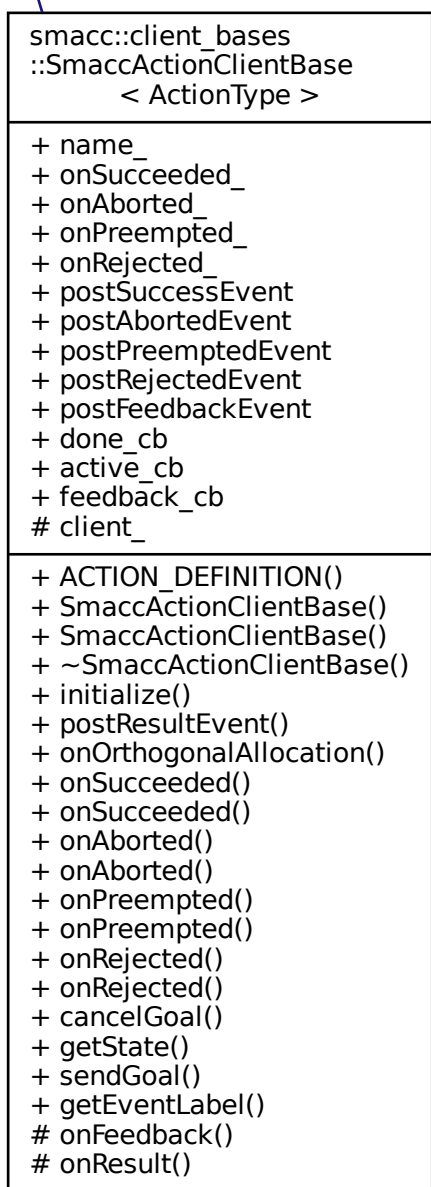 smacc::client_bases
::SmaccActionClientBase
< ActionType >
+ name_
+ onSucceeded_
+ onAborted_
+ onPreempted_
+ onRejected_
+ postSuccessEvent
+ postAbortedEvent
+ postPreemptedEvent
+ postRejectedEvent
+ postFeedbackEvent
+ done_cb
+ active_cb
+ feedback_cb
# client_
+ ACTION_DEFINITION()
+ SmaccActionClientBase()
+ SmaccActionClientBase()
+ ~SmaccActionClientBase()
+ initialize()
+ postResultEvent()
+ onOrthogonalAllocation()
+ onSucceeded()
+ onSucceeded()
+ onAborted()
+ onAborted()
+ onPreempted()
+ onPreempted()
+ onRejected()
+ onRejected()
+ cancelGoal()
+ getState()
+ sendGoal()
+ getEventLabel()
# onFeedback()
# onResult()